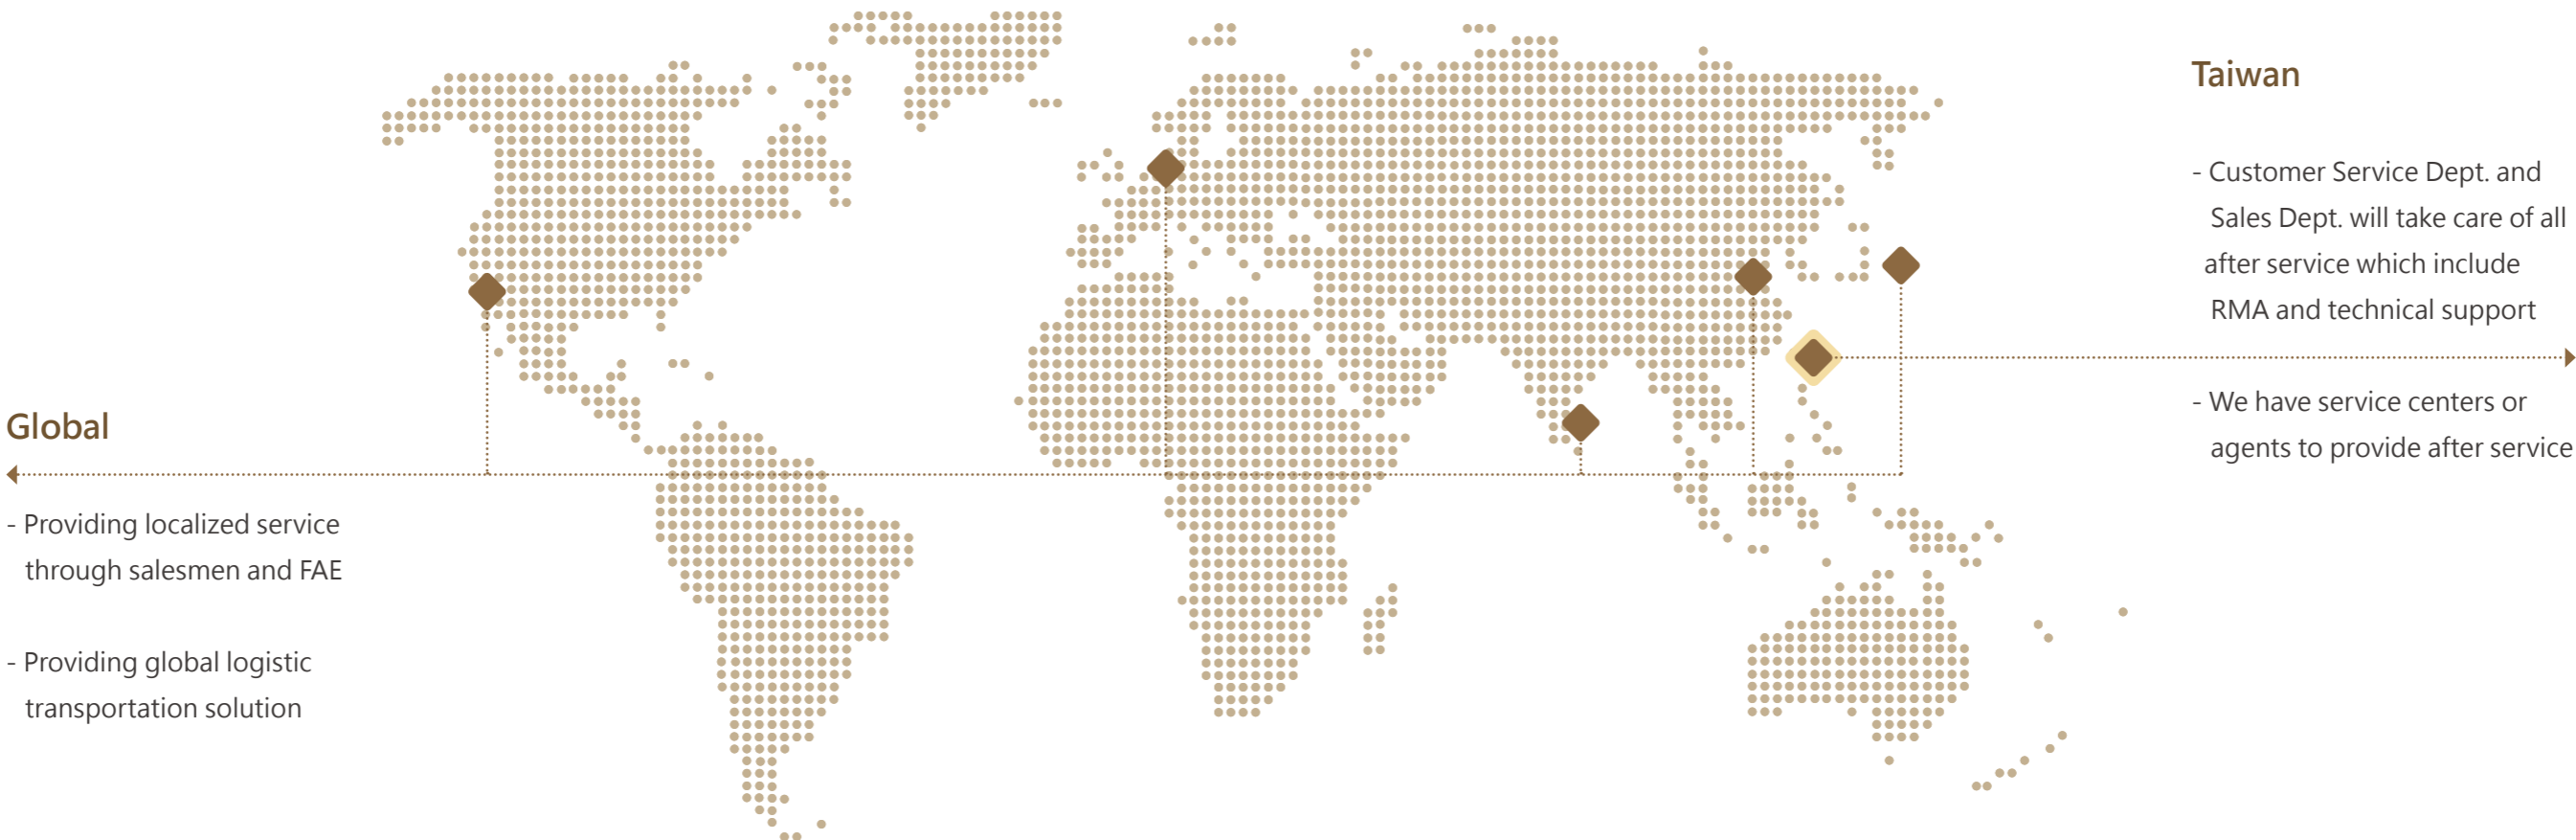 Global
- Providing localized service
through salesmen and FAE
- Providing global logistic
transportation solution
Taiwan
- Customer Service Dept. and
Sales Dept. will take care of all
after service which include
RMA and technical support
- We have service centers or
agents to provide after service